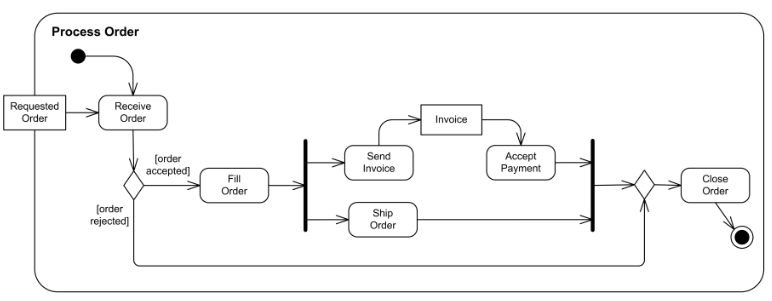 Process Order
Requested
Order
Receive
Order
[order
accepted]
[order
rejected]
Fill
Order
Send
Invoice
Invoice
Accept
Payment
Ship
Order
Close
Order